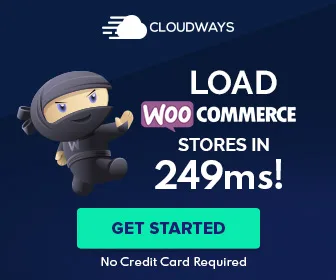 CLOUDWAYS
LOAD
WOO COMMERCE
STORES IN
249ms!
GET STARTED
No Credit Card Required
W